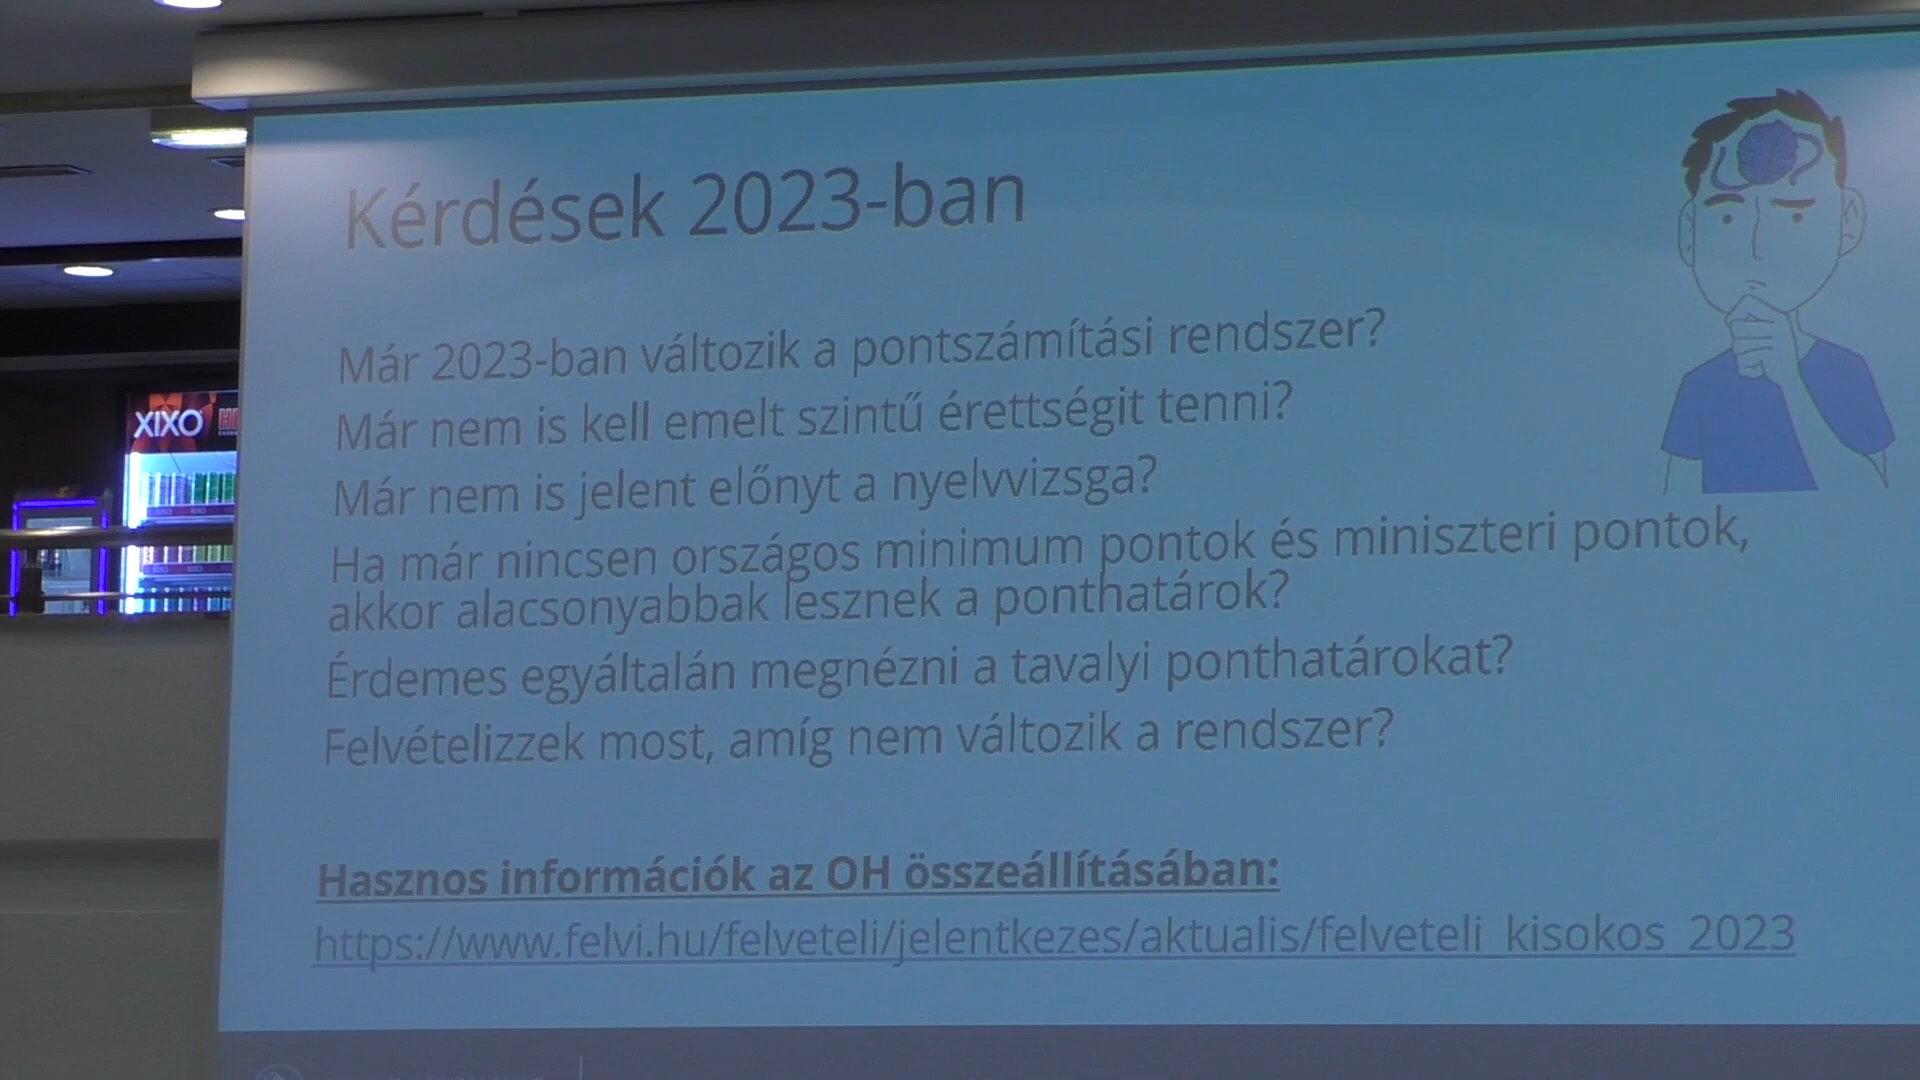 Kérdések 2023-ban
Már 2023-ban változik a pontszámítási rendszer?
Már nem is kell emelt szintű érettségit tenni?
Már nem is jelent előnyt a nyelvvizsga?
Ha már nincsen országos minimum pontok és miniszteri pontok,
akkor alacsonyabbak lesznek a ponthatárok?
Érdemes egyáltalán megnézni a tavalyi ponthatárokat?
Felvételizzek most, amíg nem változik a rendszer?
Hasznos információk az OH összeállításában:
https://www.felvi.hu/felveteli/jelentkezes/aktualis/felveteli_kisokos_2023
XIXO